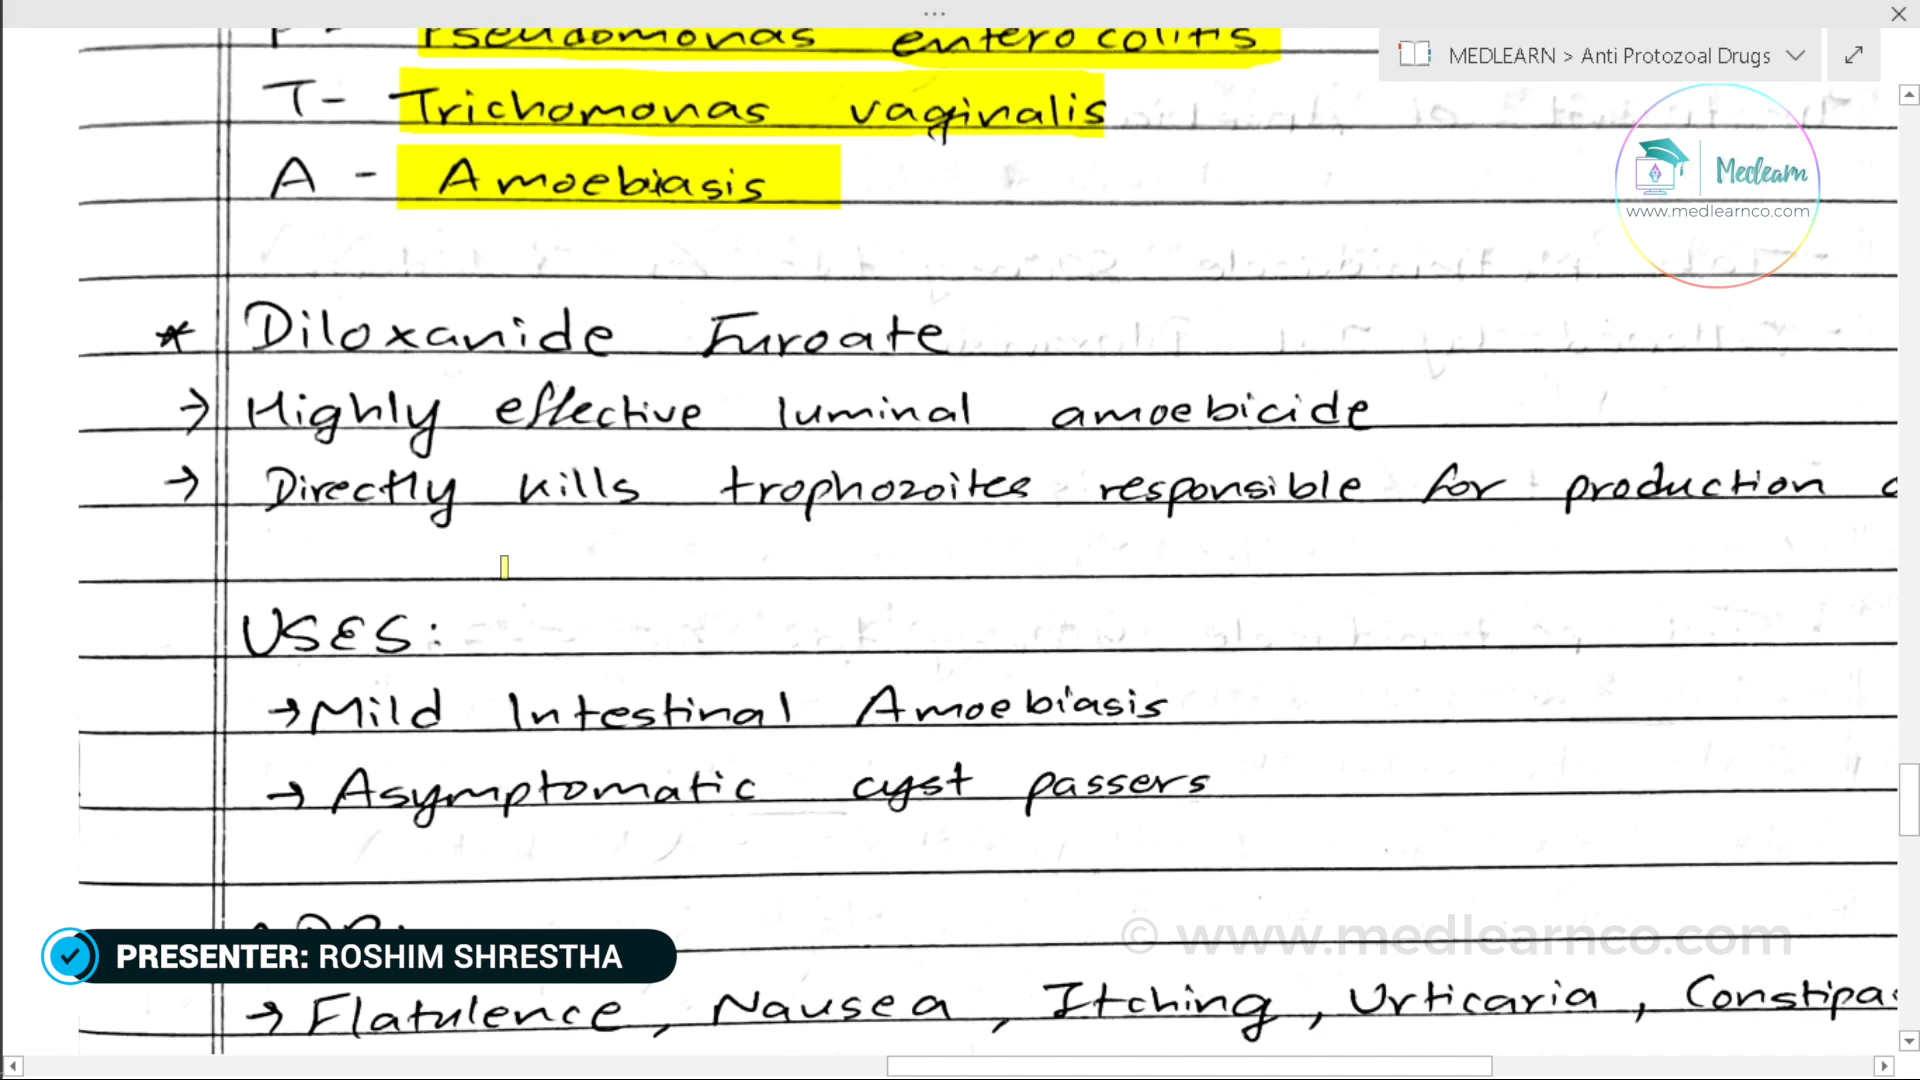 ...
MEDLEARN > Anti Protozoal Drugs
P - Pseudomonas enterocolitis
T- Trichomonas vaginalis
A - Amoebiasis
Medlearn
www.medlearnco.com
* Diloxanide Furoate
→ Highly effective luminal amoebicide
→ Directly kills trophozoites responsible for production
USES:
→ Mild Intestinal Amoebiasis
→ Asymptomatic cyst passers
© www.medlearnco.com
PRESENTER: ROSHIM SHRESTHA
→ Flatulence, Nausea, Itching, Urticaria, Constipa